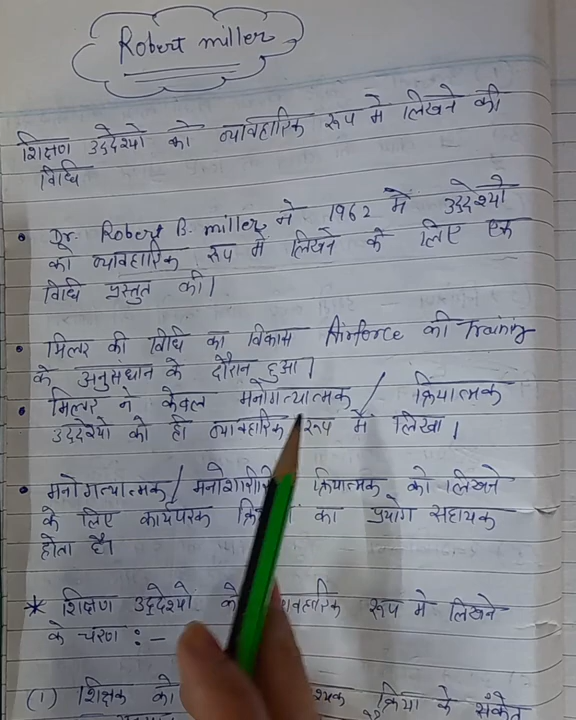 Robert miller
शिक्षण उद्देश्यो को व्यावहारिक रूप मे लिखने की
विधि
• Dr. Robert B. miller ने 1962 में उद्देश्यो
को व्यावहारिक रूप में लिखने के लिए एक
विधि प्रस्तुत की।
• मिलर की विधि का विकास Airforce की Training
के अनुसंधान के दौरान हुआ।
• मिलर ने केवल मनोगत्यात्मक / क्रियात्मक
उद्देश्यो को ही व्यावहारिक रूप में लिखा।
• मनोगत्यात्मक/ क्रियात्मक को लिखने
के लिए कार्यपरक का प्रयोग सहायक
होता है।
* शिक्षण उद्देश्यो रूप मे लिखने
के चरण :-
(1) शिक्षक को क्रिया के संकेत